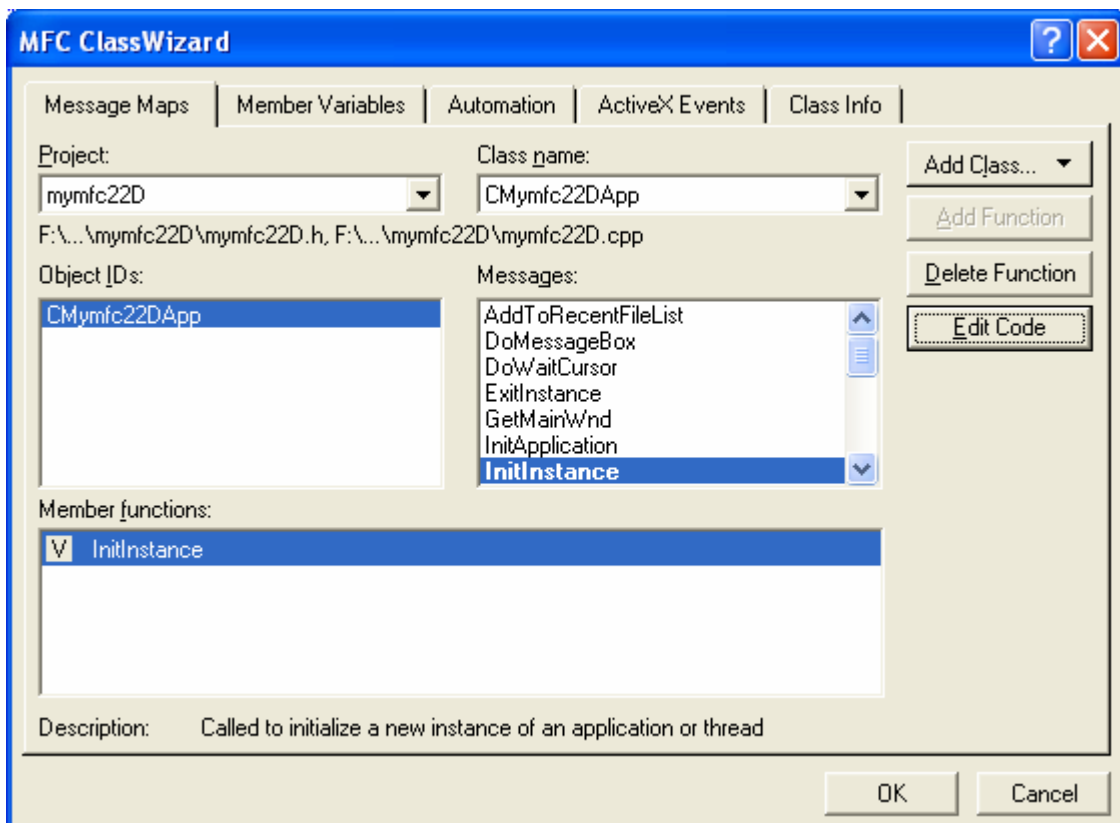 MFC ClassWizard
Message Maps Member Variables Automation ActiveX Events Class Info
Project: Class name:
mymfc22D CMymfc22DApp
Add Class...
Add Function
F:\...\mymfc22D\mymfc22D.h, F:\...\mymfc22D\mymfc22D.cpp
Object IDs: Messages:
Delete Function
CMymfc22DApp
AddToRecentFileList
DoMessageBox
DoWaitCursor
ExitInstance
GetMainWnd
InitApplication
InitInstance
Edit Code
Member functions:
V InitInstance
Description: Called to initialize a new instance of an application or thread
OK Cancel